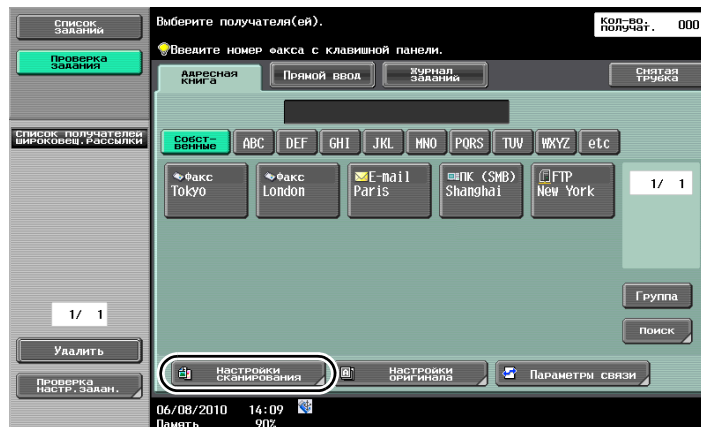 Список
заданий
Проверка
задания
Список получателей
широковещ.рассылки
1/ 1
Удалить
Проверка
настр.задан.
Выберите получателя(ей).
Кол-во.
получат. 000
Введите номер факса с клавишной панели.
Адресная
книга
Прямой ввод
Журнал
заданий
Снятая
трубка
Собст-
венные
ABC DEF GHI JKL MNO PQRS TUV WXYZ etc
Факс
Tokyo
Факс
London
E-mail
Paris
ПК (SMB)
Shanghai
FTP
New York
1/ 1
Группа
Поиск
Настройки
сканирования
Настройки
оригинала
Параметры связи
06/08/2010 14:09
Память 90%